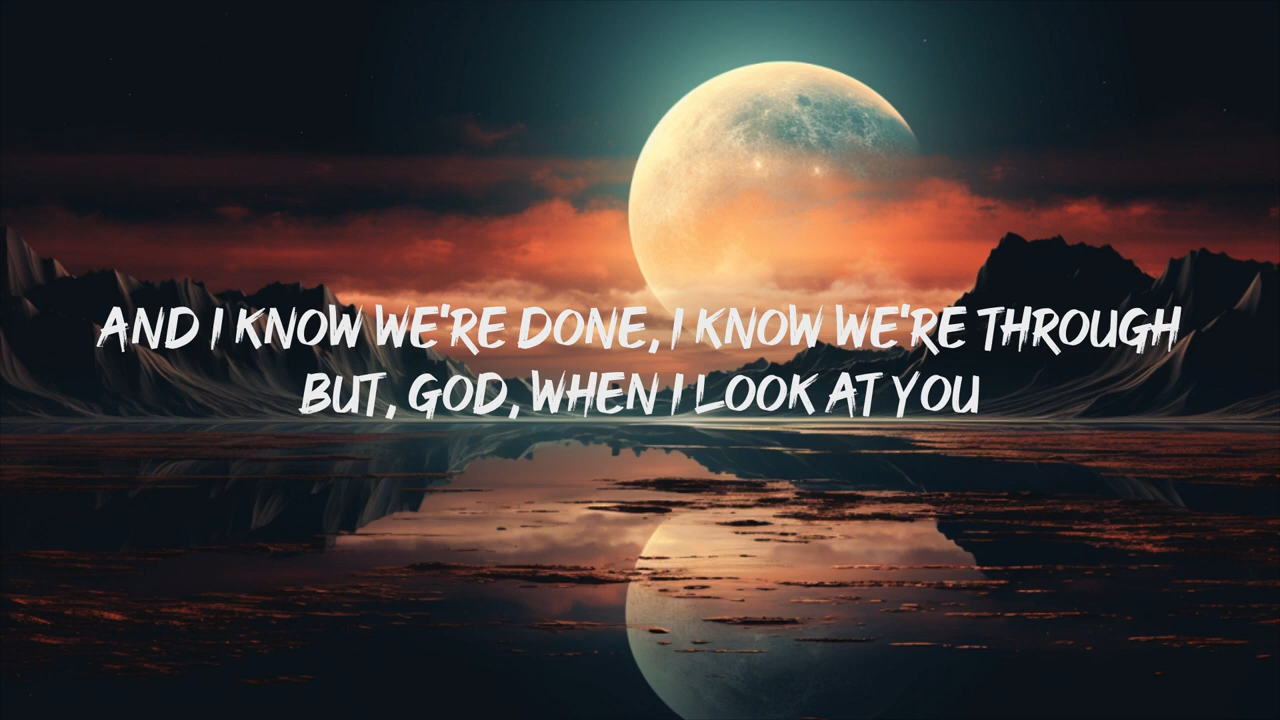 AND I KNOW WE'RE DONE, I KNOW WE'RE THROUGH
BUT, GOD, WHEN I LOOK AT YOU